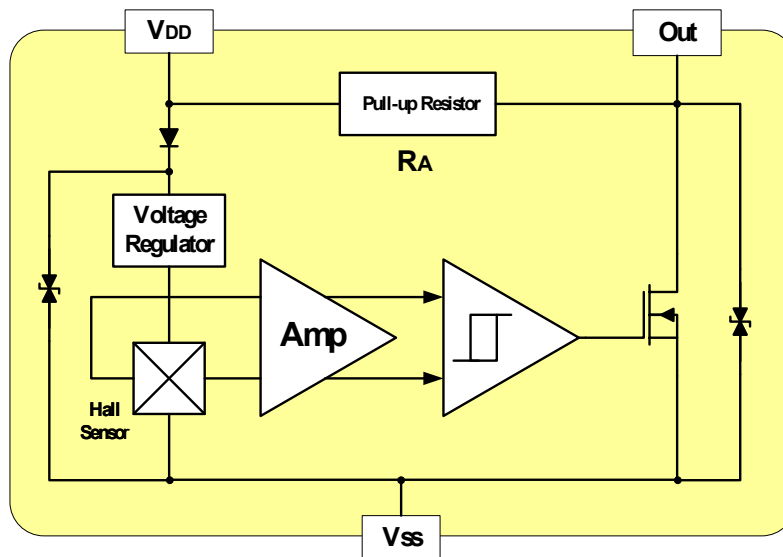 VDD
Out
Pull-up Resistor
RA
Voltage
Regulator
Amp
Hall
Sensor
Vss